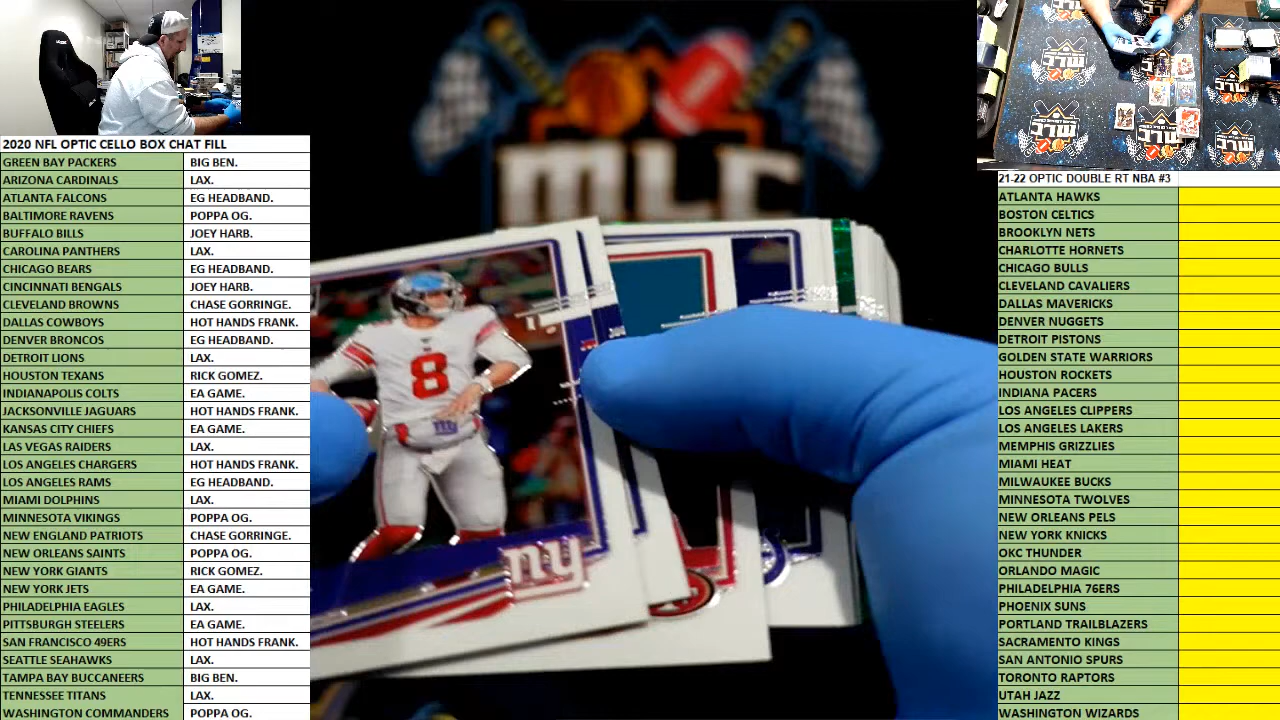 2020 NFL OPTIC CELLO BOX CHAT FILL
GREEN BAY PACKERS BIG BEN.
ARIZONA CARDINALS LAX.
ATLANTA FALCONS EG HEADBAND.
BALTIMORE RAVENS POPPA OG.
BUFFALO BILLS JOEY HARB.
CAROLINA PANTHERS LAX.
CHICAGO BEARS EG HEADBAND.
CINCINNATI BENGALS JOEY HARB.
CLEVELAND BROWNS CHASE GORRINGE.
DALLAS COWBOYS HOT HANDS FRANK.
DENVER BRONCOS EG HEADBAND.
DETROIT LIONS LAX.
HOUSTON TEXANS RICK GOMEZ.
INDIANAPOLIS COLTS EA GAME.
JACKSONVILLE JAGUARS HOT HANDS FRANK.
KANSAS CITY CHIEFS EA GAME.
LAS VEGAS RAIDERS LAX.
LOS ANGELES CHARGERS HOT HANDS FRANK.
LOS ANGELES RAMS EG HEADBAND.
MIAMI DOLPHINS LAX.
MINNESOTA VIKINGS POPPA OG.
NEW ENGLAND PATRIOTS CHASE GORRINGE.
NEW ORLEANS SAINTS POPPA OG.
NEW YORK GIANTS RICK GOMEZ.
NEW YORK JETS EA GAME.
PHILADELPHIA EAGLES LAX.
PITTSBURGH STEELERS EA GAME.
SAN FRANCISCO 49ERS HOT HANDS FRANK.
SEATTLE SEAHAWKS LAX.
TAMPA BAY BUCCANEERS BIG BEN.
TENNESSEE TITANS LAX.
WASHINGTON COMMANDERS POPPA OG.
MLC
8
ny
MLC
MLC
MLC
21-22 OPTIC DOUBLE RT NBA #3
ATLANTA HAWKS
BOSTON CELTICS
BROOKLYN NETS
CHARLOTTE HORNETS
CHICAGO BULLS
CLEVELAND CAVALIERS
DALLAS MAVERICKS
DENVER NUGGETS
DETROIT PISTONS
GOLDEN STATE WARRIORS
HOUSTON ROCKETS
INDIANA PACERS
LOS ANGELES CLIPPERS
LOS ANGELES LAKERS
MEMPHIS GRIZZLIES
MIAMI HEAT
MILWAUKEE BUCKS
MINNESOTA TWOLVES
NEW ORLEANS PELS
NEW YORK KNICKS
OKC THUNDER
ORLANDO MAGIC
PHILADELPHIA 76ERS
PHOENIX SUNS
PORTLAND TRAILBLAZERS
SACRAMENTO KINGS
SAN ANTONIO SPURS
TORONTO RAPTORS
UTAH JAZZ
WASHINGTON WIZARDS